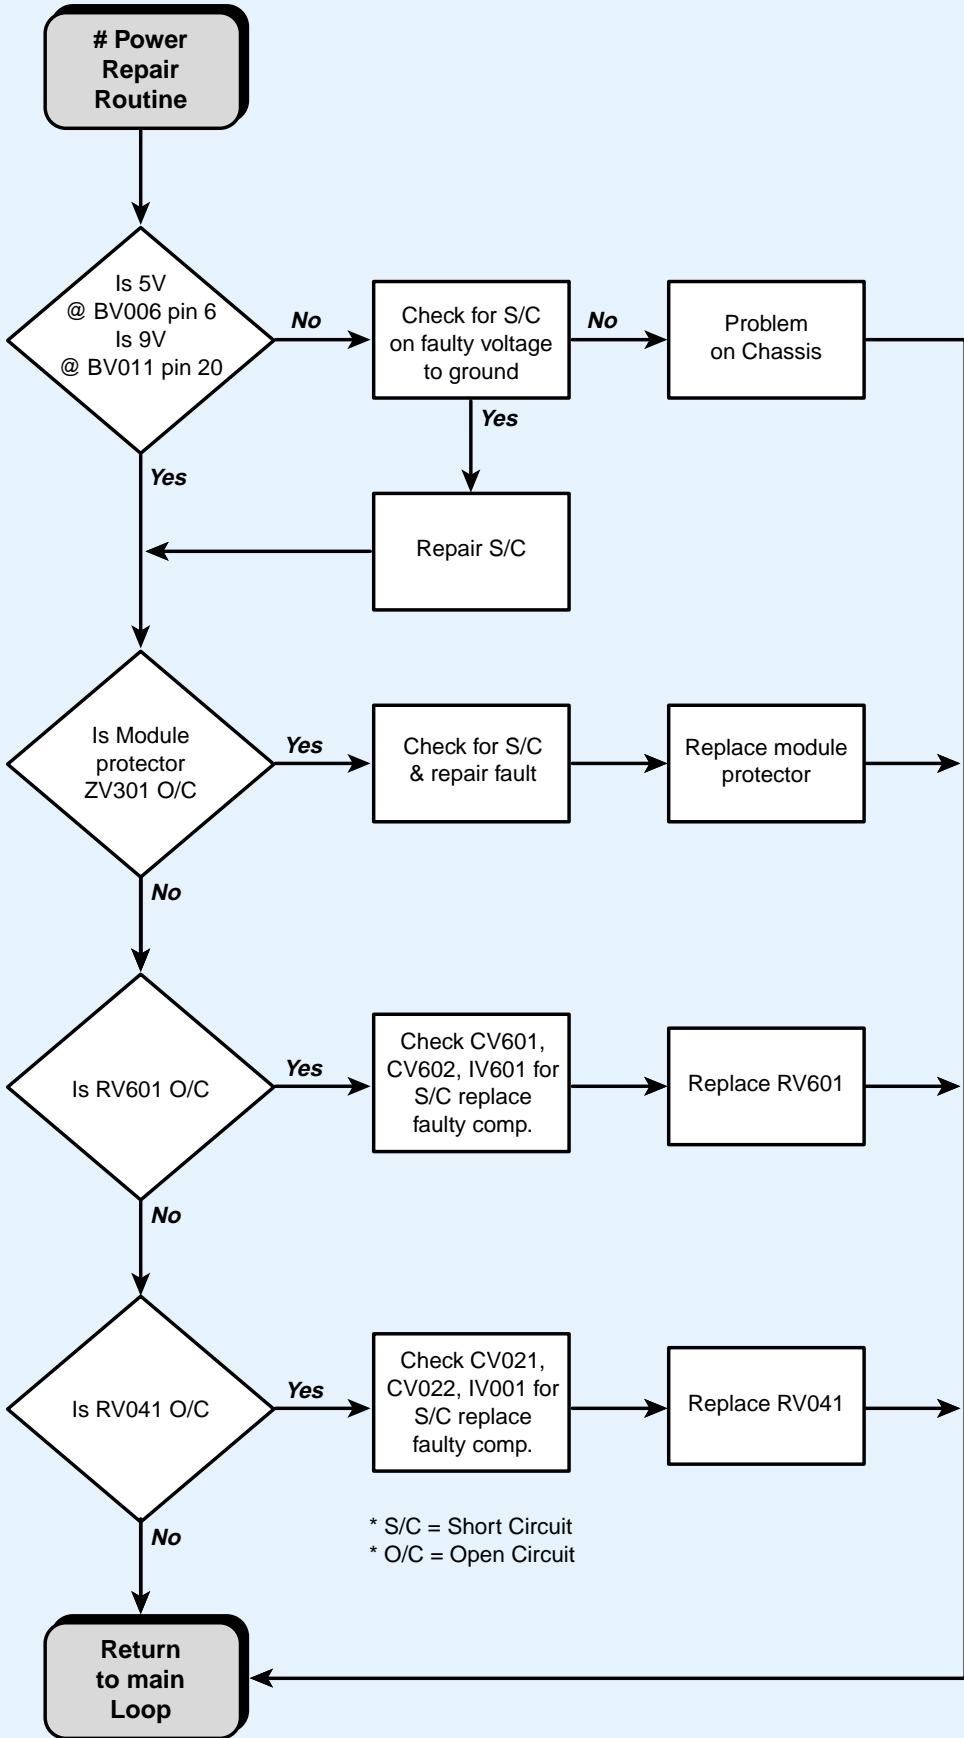 # Power
Repair
Routine
Is 5V
@ BV006 pin 6
Is 9V
@ BV011 pin 20
No
Check for S/C
on faulty voltage
to ground
No
Problem
on Chassis
Yes
Yes
Repair S/C
Is Module
protector
ZV301 O/C
Yes
Check for S/C
& repair fault
Replace module
protector
No
Is RV601 O/C
Yes
Check CV601,
CV602, IV601 for
S/C replace
faulty comp.
Replace RV601
No
Is RV041 O/C
Yes
Check CV021,
CV022, IV001 for
S/C replace
faulty comp.
Replace RV041
No
* S/C = Short Circuit
* O/C = Open Circuit
Return
to main
Loop